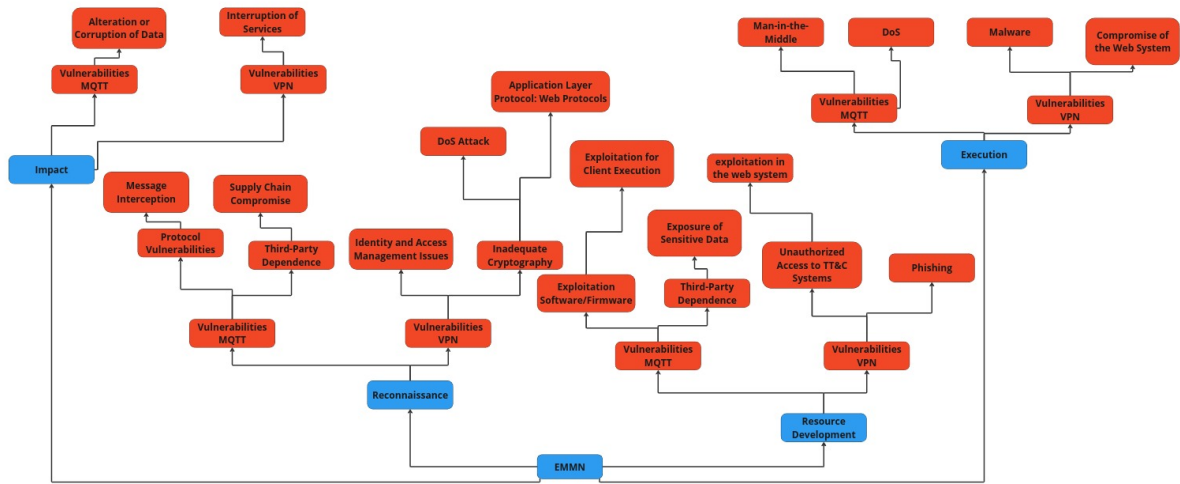 Alteration or
Corruption of Data
Interruption of
Services
Man-in-the-
Middle
DoS
Malware
Compromise of
the Web System
Vulnerabilities
MQTT
Vulnerabilities
VPN
Application Layer
Protocol: Web Protocols
Vulnerabilities
MQTT
Vulnerabilities
VPN
DoS Attack
Exploitation for
Client Execution
exploitation in
the web system
Execution
Impact
Message
Interception
Supply Chain
Compromise
Protocol
Vulnerabilities
Third-Party
Dependence
Identity and Access
Management Issues
Inadequate
Cryptography
Exposure of
Sensitive Data
Unauthorized
Access to TT&C
Systems
Phishing
Exploitation
Software/Firmware
Third-Party
Dependence
Vulnerabilities
MQTT
Vulnerabilities
VPN
Vulnerabilities
MQTT
Vulnerabilities
VPN
Reconnaissance
Resource
Development
EMMN